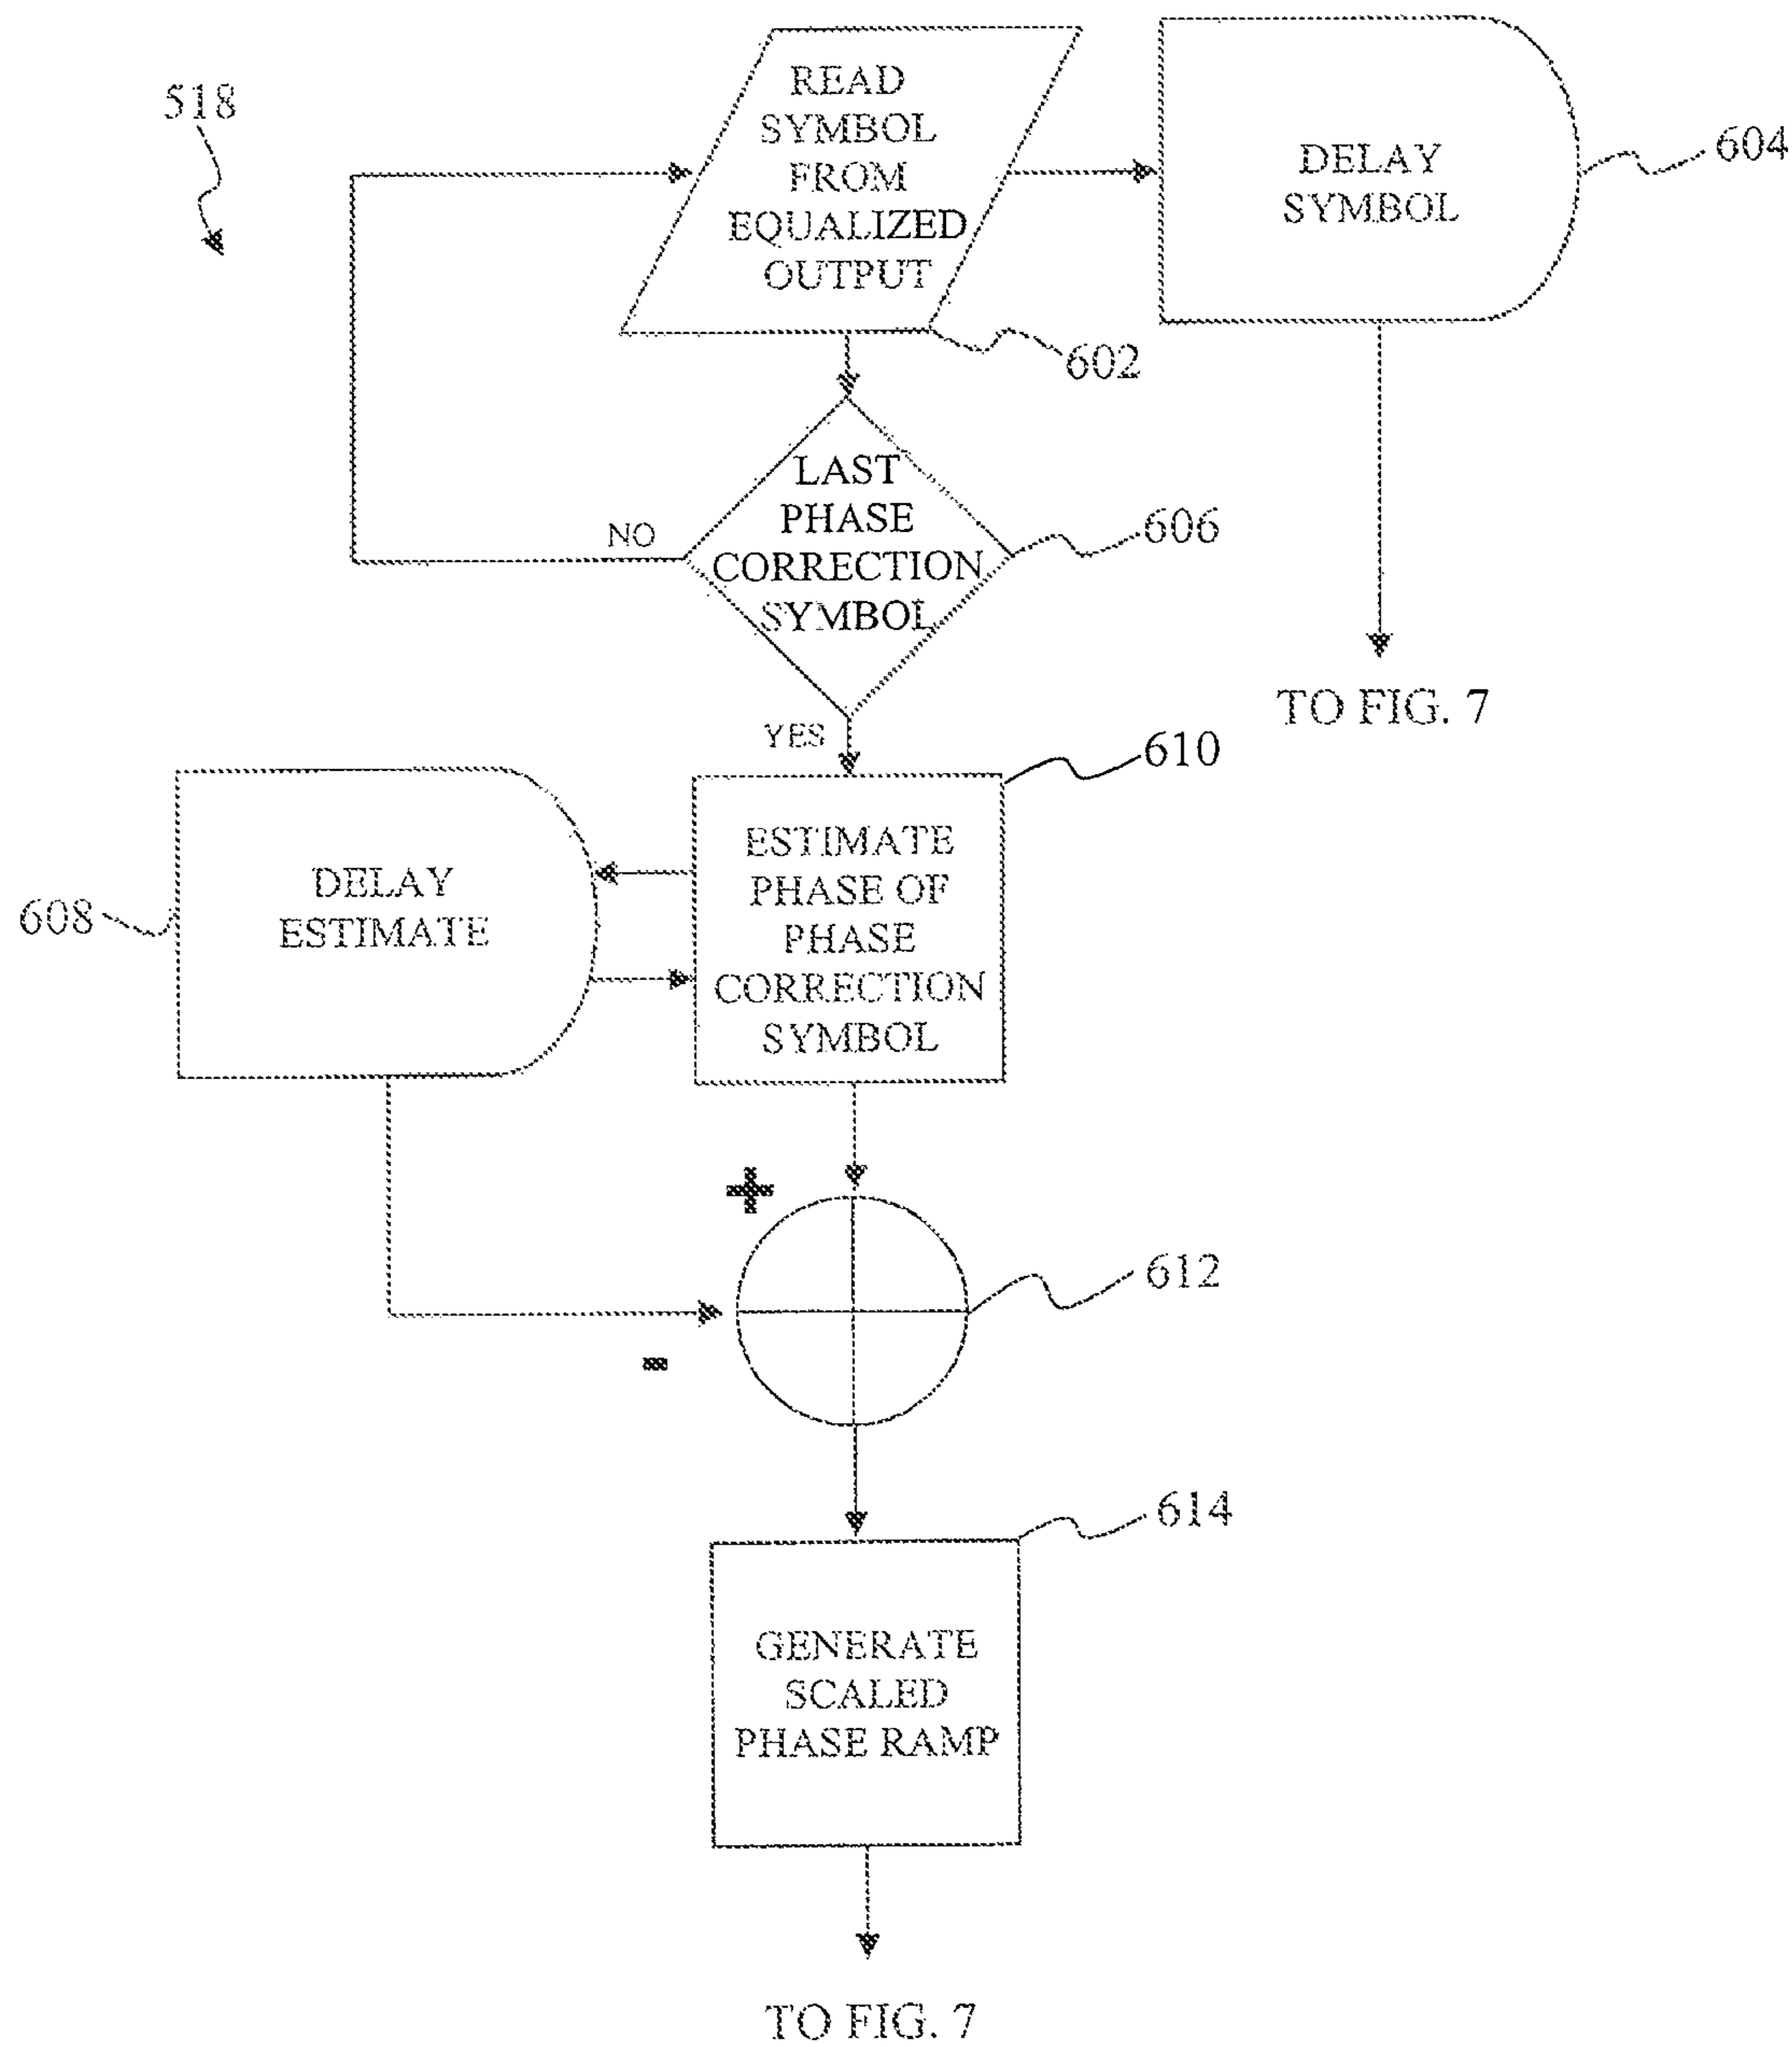 518
READ
SYMBOL
FROM
EQUALIZED
OUTPUT
602
DELAY
SYMBOL
604
LAST
PHASE
CORRECTION
SYMBOL
606
NO
YES
TO FIG. 7
610
ESTIMATE
PHASE OF
PHASE
CORRECTION
SYMBOL
DELAY
ESTIMATE
608
+
-
612
614
GENERATE
SCALED
PHASE RAMP
TO FIG. 7